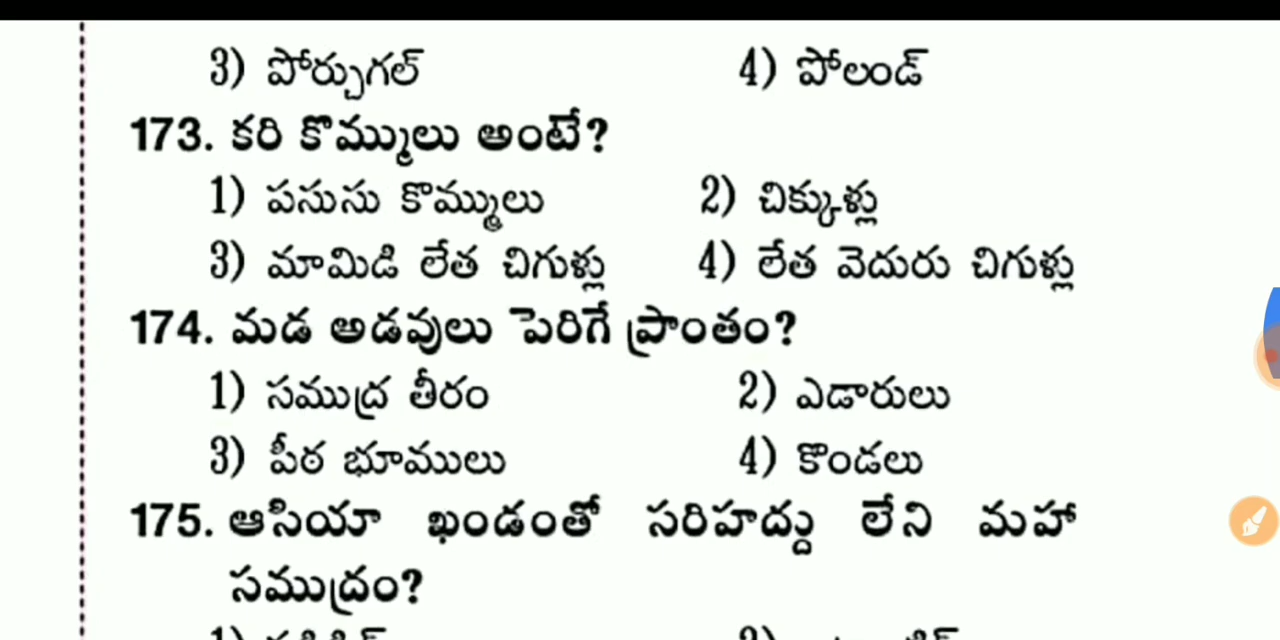 3) పోర్చుగల్ 4) పోలండ్
173. కరి కొమ్ములు అంటే?
1) పసుసు కొమ్ములు 2) చిక్కుళ్లు
3) మామిడి లేత చిగుళ్లు 4) లేత వెదురు చిగుళ్లు
174. మడ అడవులు పెరిగే ప్రాంతం?
1) సముద్ర తీరం 2) ఎడారులు
3) పీఠ భూములు 4) కొండలు
175. ఆసియా ఖండంతో సరిహద్దు లేని మహా
సముద్రం?